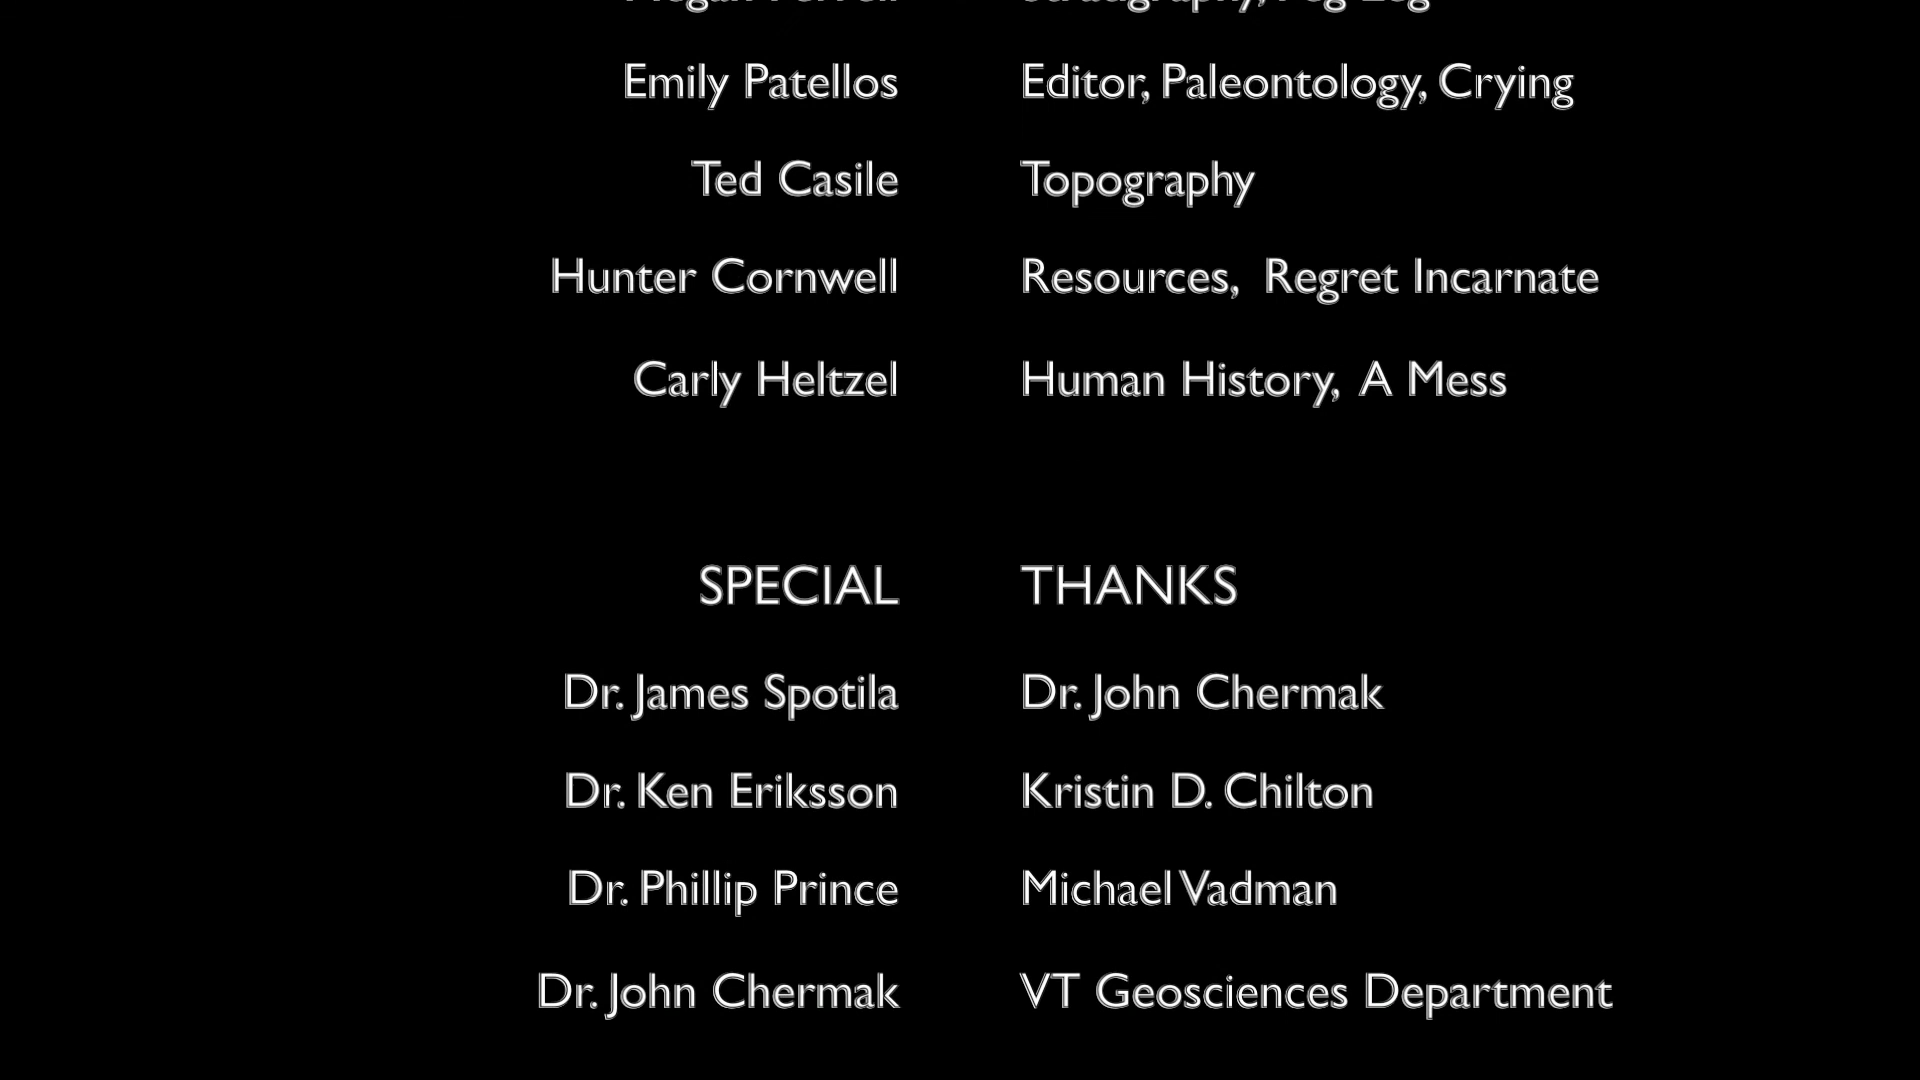 Emily Patellos Editor, Paleontology, Crying
Ted Casile Topography
Hunter Cornwell Resources, Regret Incarnate
Carly Heltzel Human History, A Mess
SPECIAL THANKS
Dr. James Spotila Dr. John Chermak
Dr. Ken Eriksson Kristin D. Chilton
Dr. Phillip Prince Michael Vadman
Dr. John Chermak VT Geosciences Department